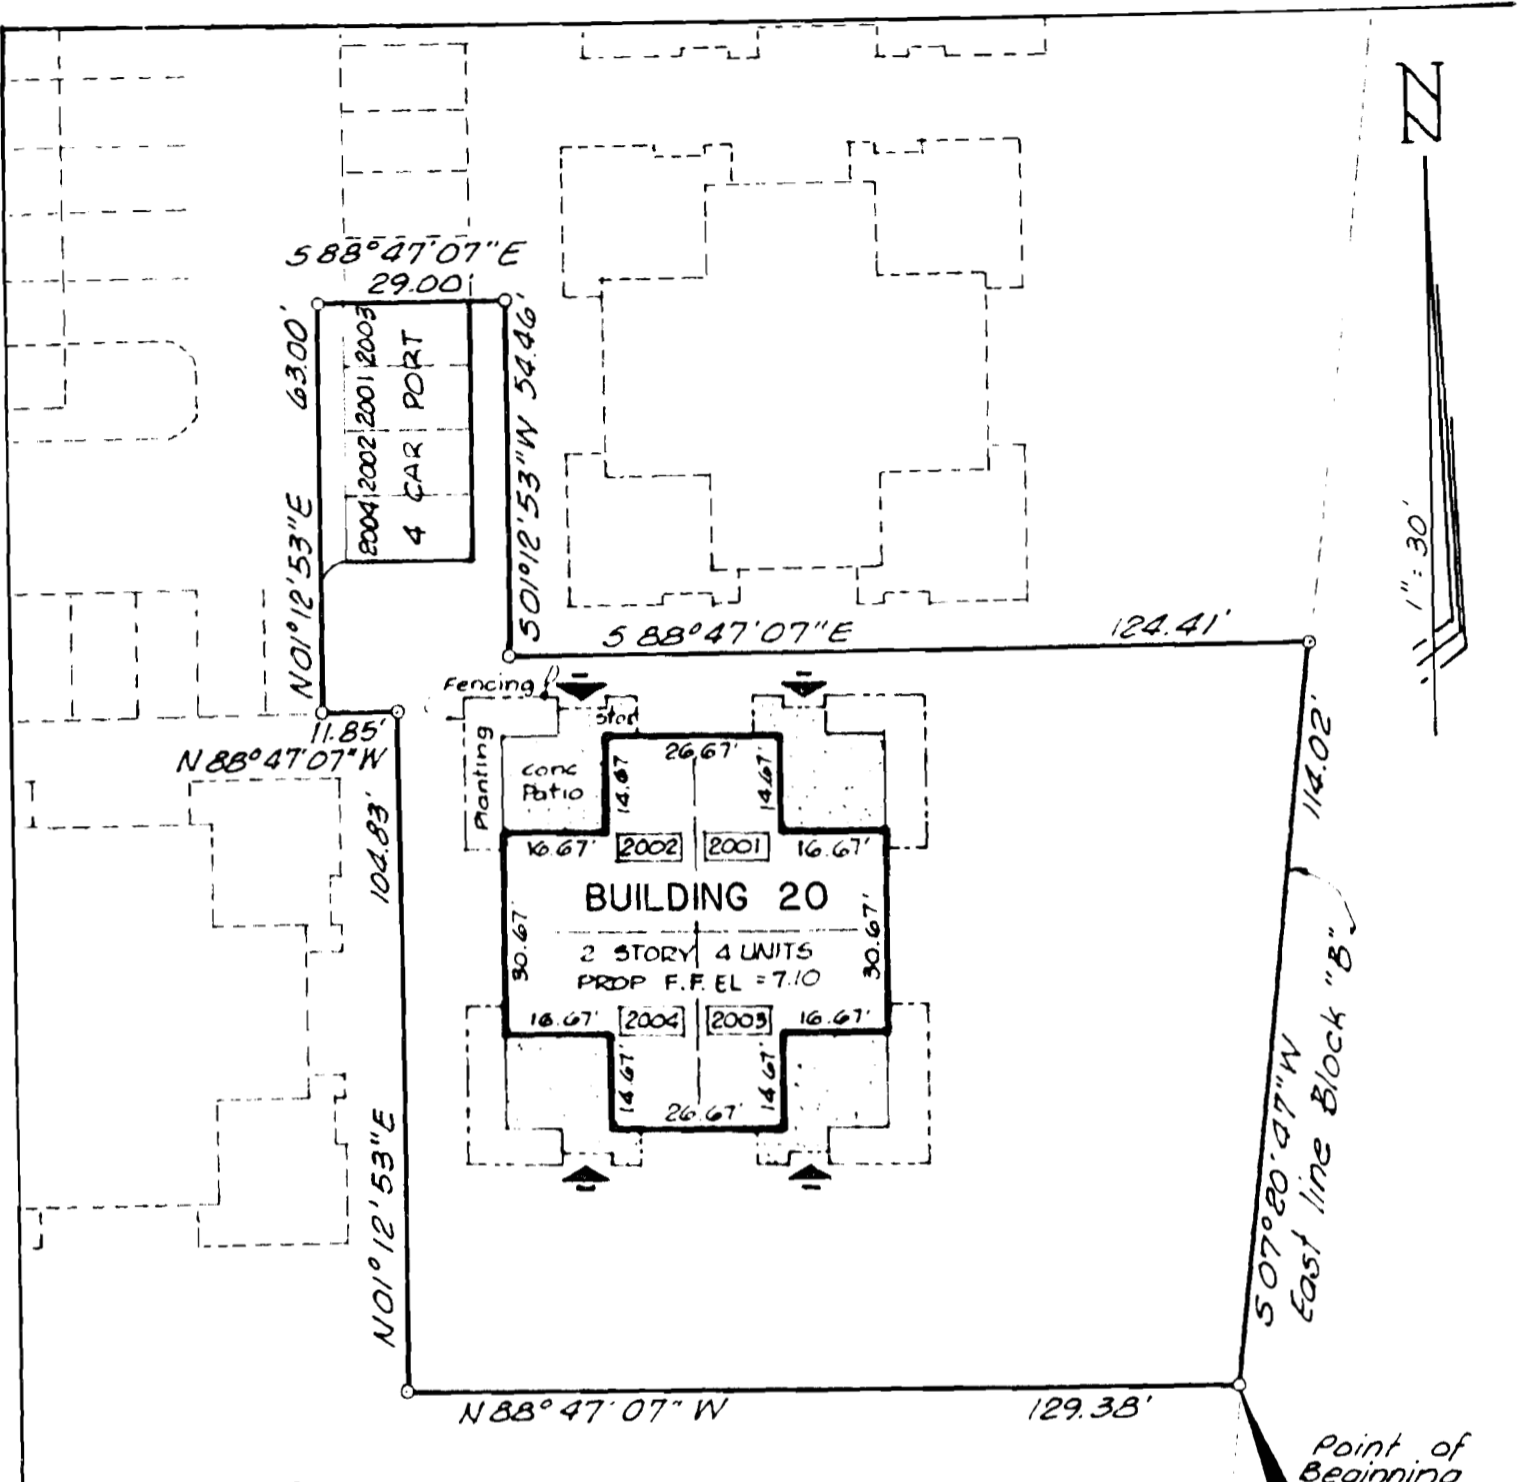 N
S 88°47'07"E
29.00'
63.00'
N01°12'53"E
2003
2001
2002
2004
4 CAR PORT
S 01°12'53"W 54.46'
1": 30'
S 88°47'07"E 124.41'
11.85'
N 88°47'07"W
Fencing
Stor
Planting
Conc
Patio
26.67'
14.67
14.67'
16.67'
2002
2001
16.67'
BUILDING 20
30.67'
30.67'
2 STORY 4 UNITS
PROP F.F. EL = 7.10
16.67'
2004
2003
16.67'
14.67'
14.67'
26.67'
104.83'
N01°12'53"E
114.02'
S 07°20'47"W
East line Block "B"
N 88°47'07"W 129.38'
Point of
Beginning